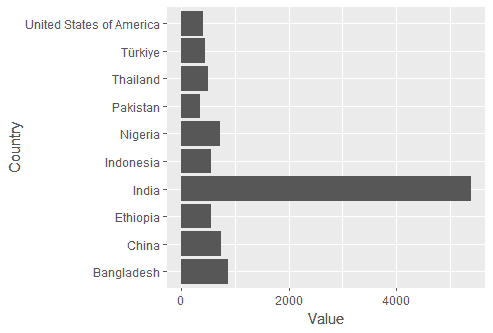 United States of America
Türkiye
Thailand
Pakistan
Nigeria
Indonesia
India
Ethiopia
China
Bangladesh
Country
0 2000 4000
Value